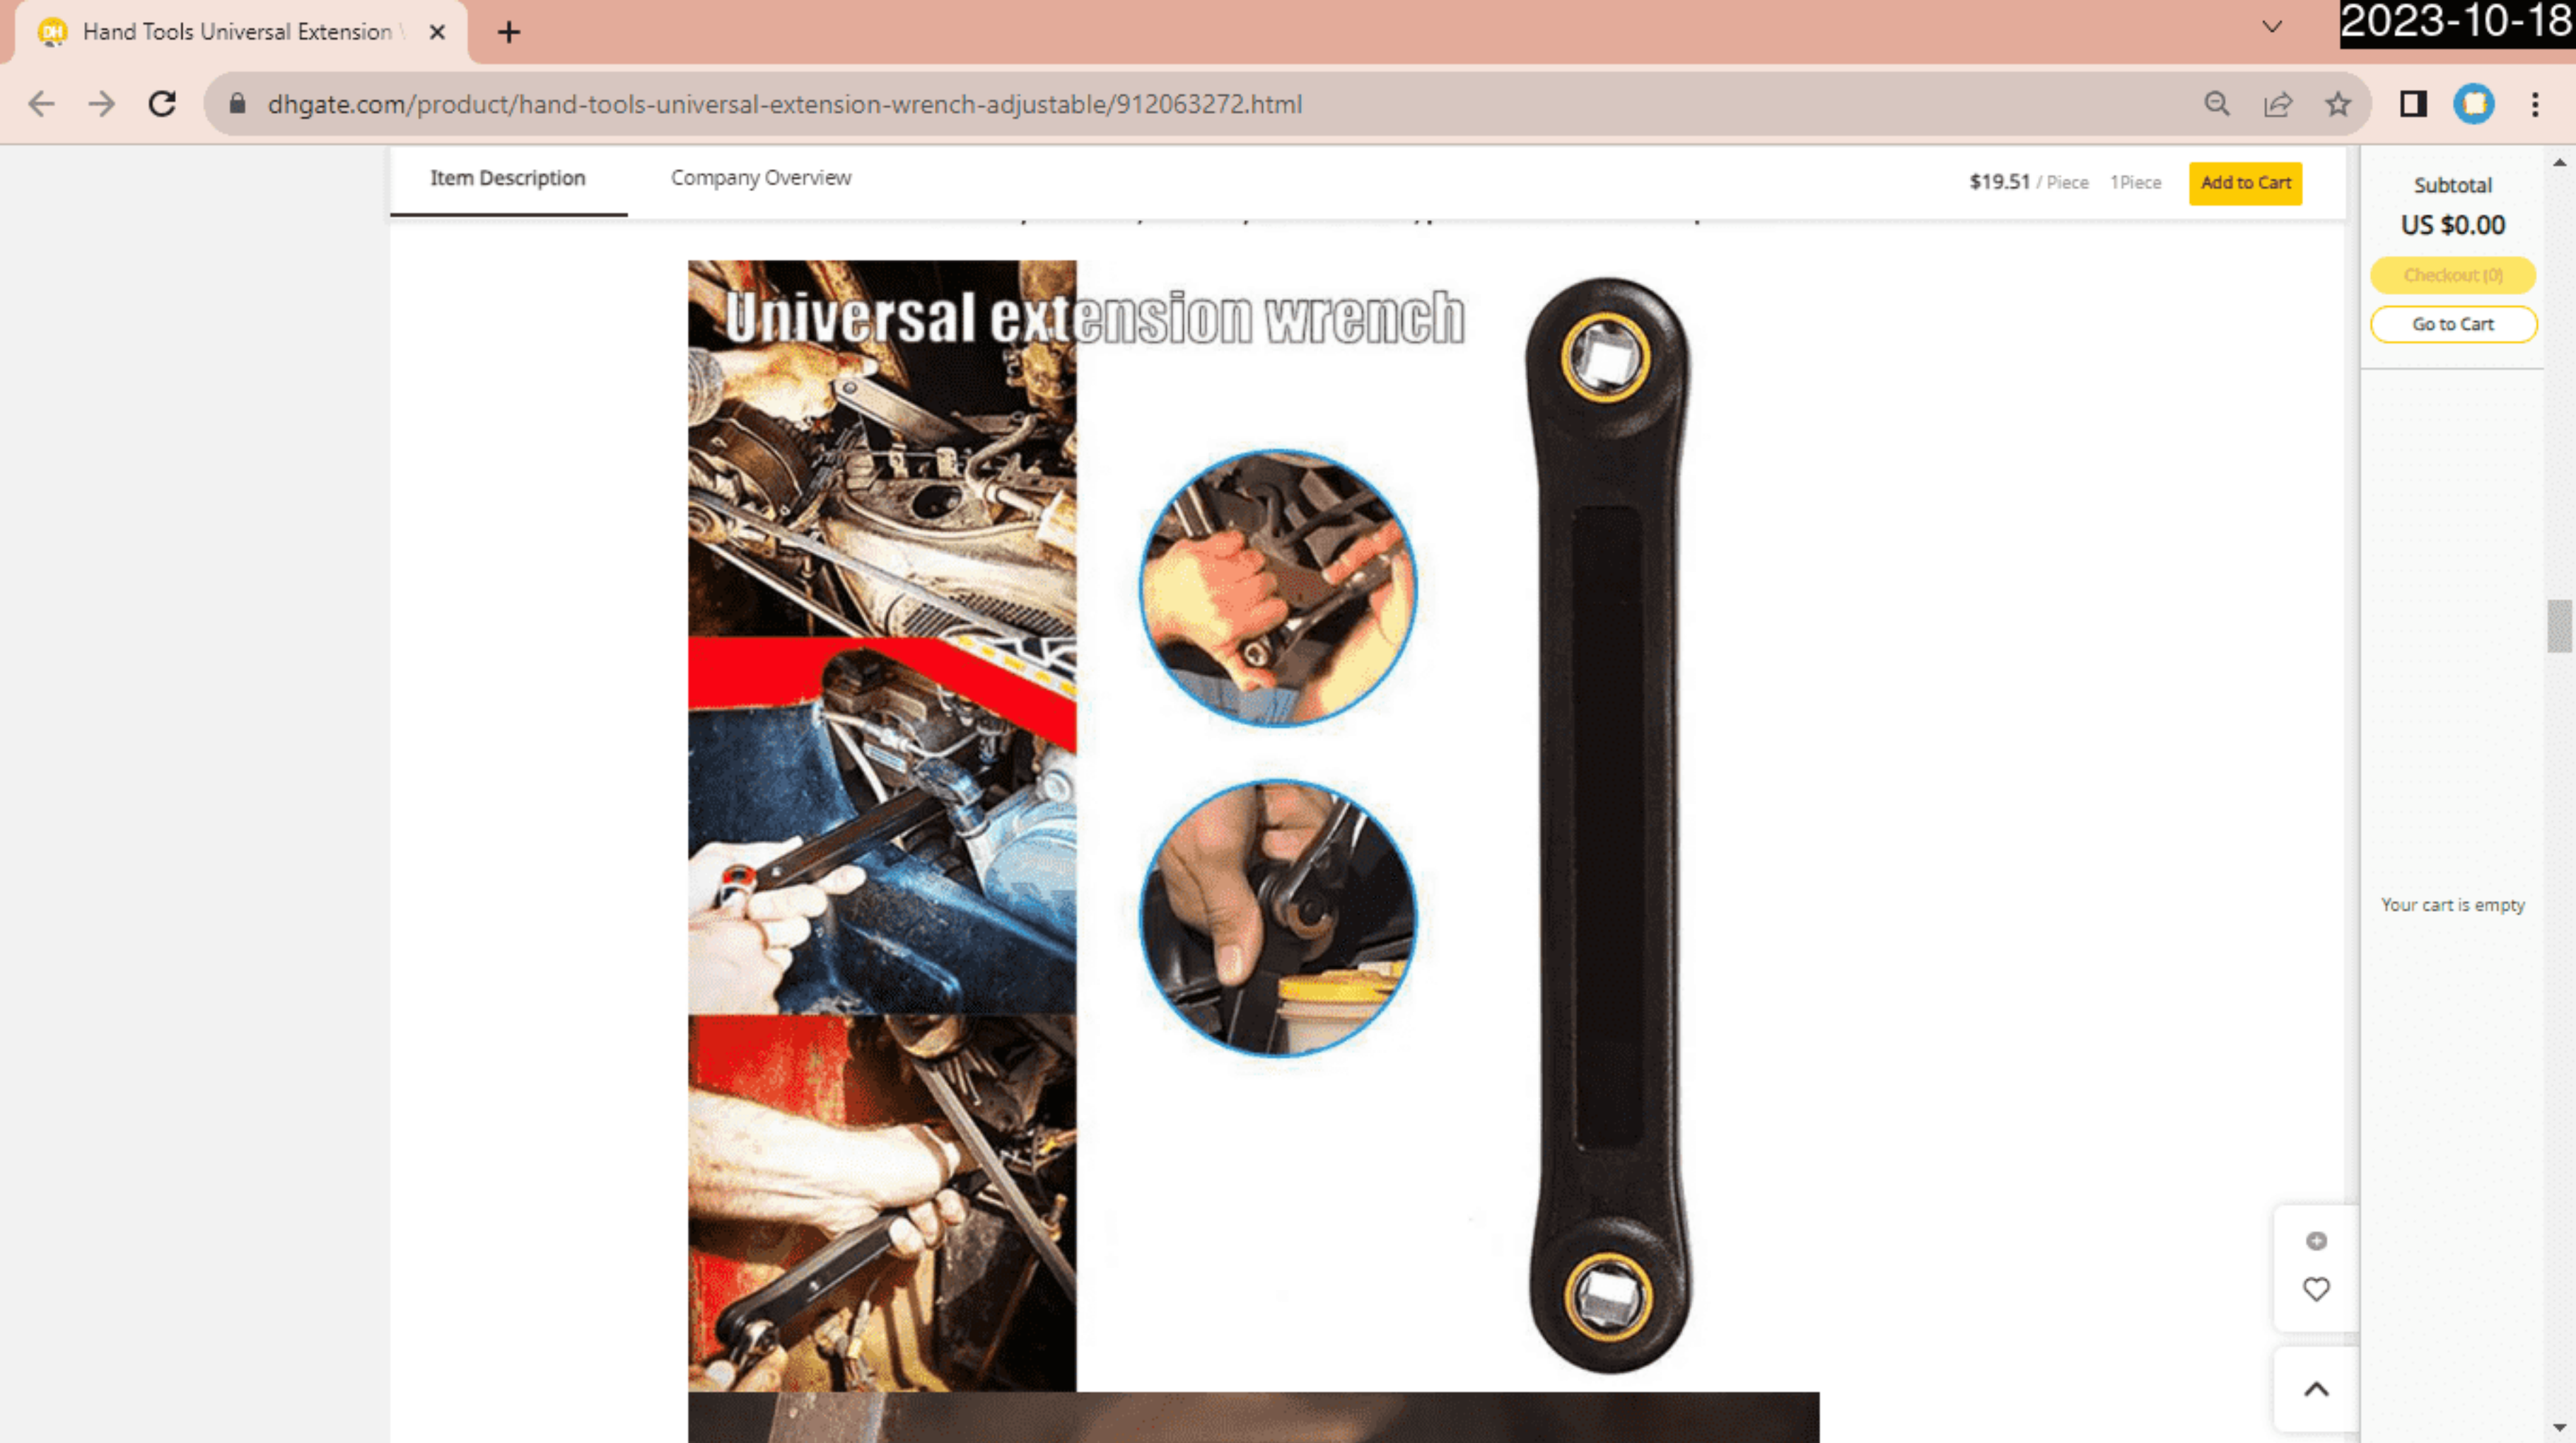 Hand Tools Universal Extension
2023-10-18
dhgate.com/product/hand-tools-universal-extension-wrench-adjustable/912063272.html
Item Description
Company Overview
$19.51 / Piece 1Piece
Add to Cart
Subtotal
US $0.00
Checkout (0)
Go to Cart
Your cart is empty
Universal extension wrench